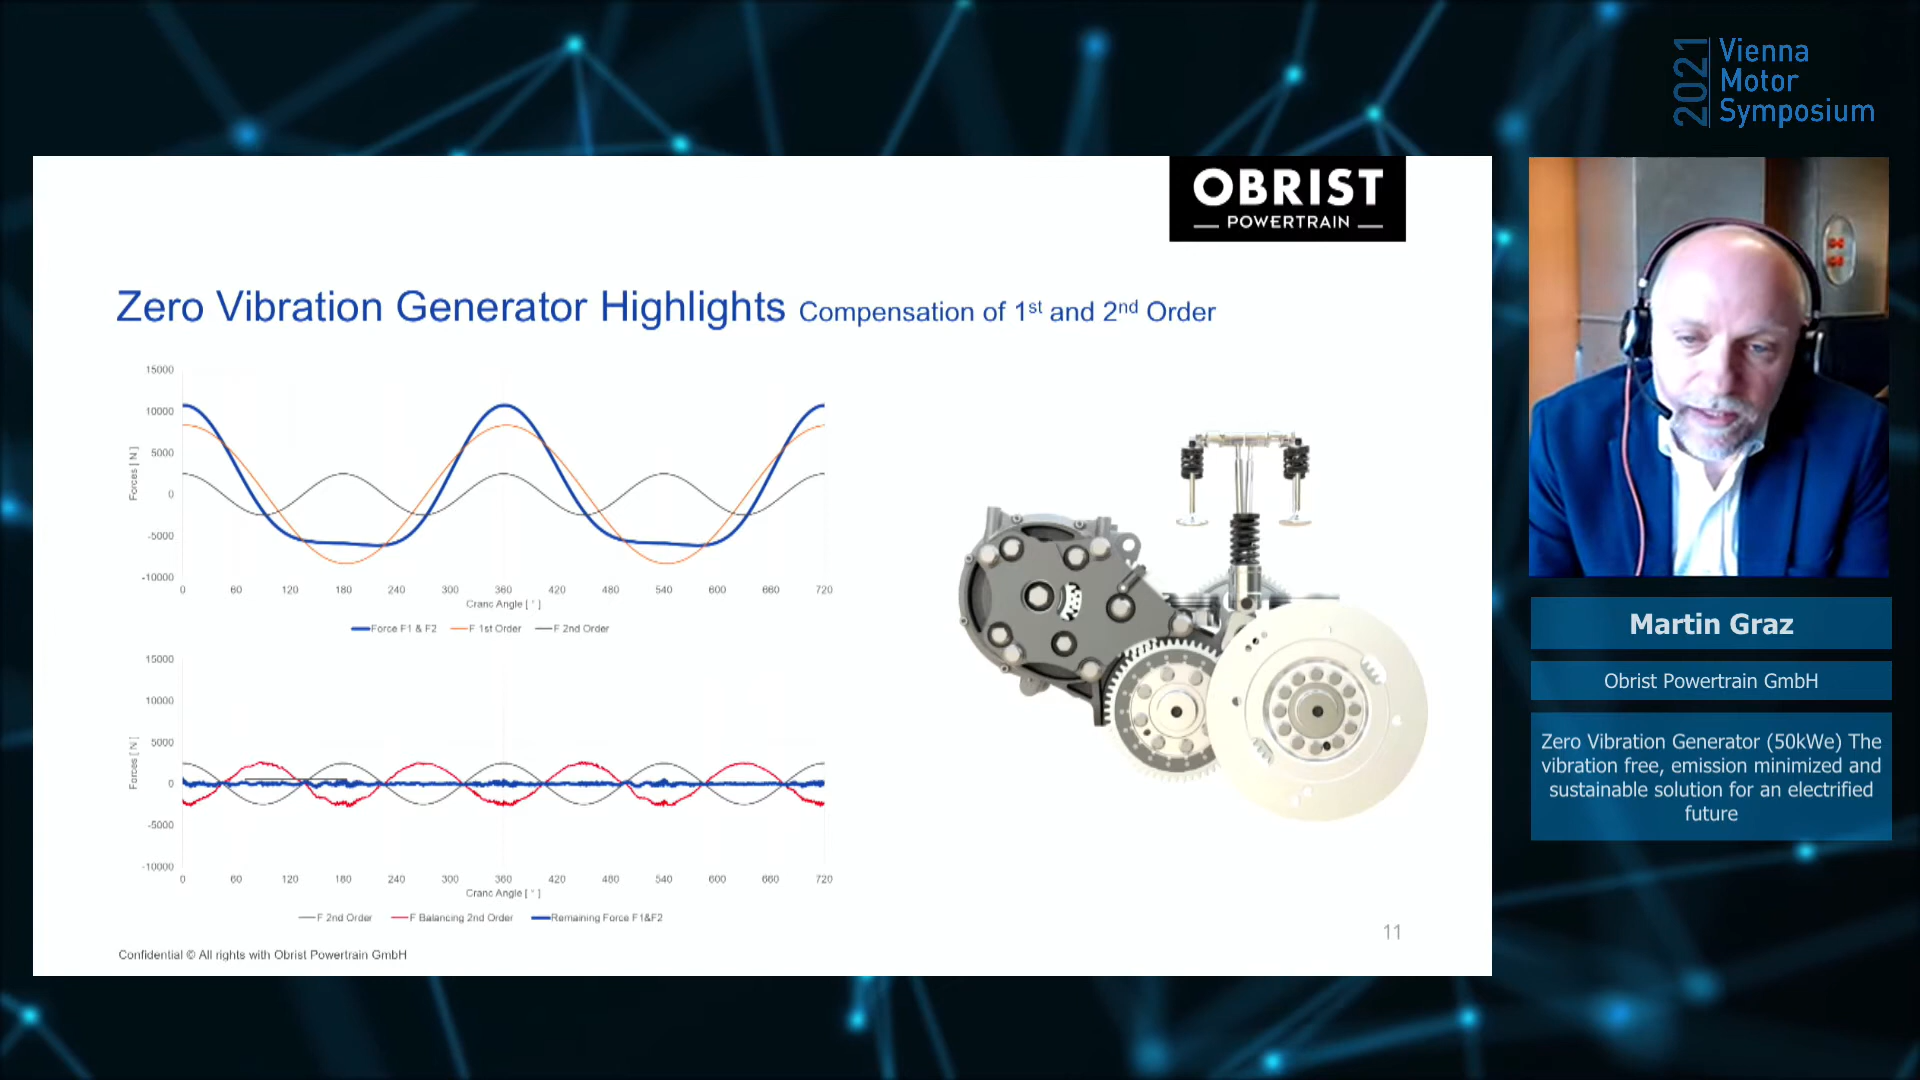 2021
Vienna
Motor
Symposium
OBRIST
POWERTRAIN
Zero Vibration Generator Highlights Compensation of 1st and 2nd Order
15000
10000
5000
0
-5000
-10000
Forces [ N ]
0 60 120 180 240 300 360 420 480 540 600 660 720
Cranc Angle [ ° ]
Force F1 & F2 F 1st Order F 2nd Order
15000
10000
5000
0
-5000
-10000
Forces [ N ]
0 60 120 180 240 300 360 420 480 540 600 660 720
Cranc Angle [ ° ]
F 2nd Order F Balancing 2nd Order Remaining Force F1&F2
11
Confidential © All rights with Obrist Powertrain GmbH
Martin Graz
Obrist Powertrain GmbH
Zero Vibration Generator (50kWe) The
vibration free, emission minimized and
sustainable solution for an electrified
future